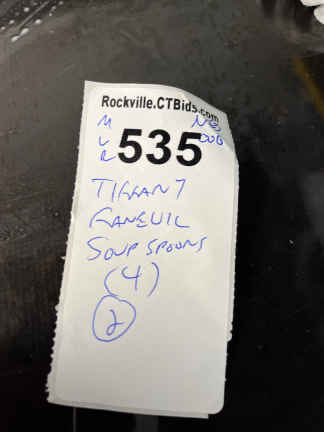 Rockville.CTBids.com
M
V
R
535
TIFFANY
FANEUIL
SOUP SPOONS
(4)
2